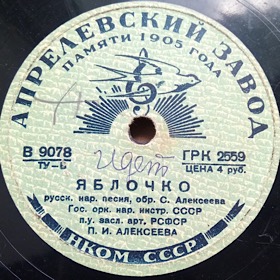 АПРЕЛЕВСКИЙ ЗАВОД
ПАМЯТИ 1905 ГОДА
В 9078
ТУ-Б
ГРК 2559
ЦЕНА 4 руб.
идет
ЯБЛОЧКО
русск. нар. песня, обр. С. Алексеева
Гос. орк. нар. инстр. СССР
п.у. засл. арт. РСФСР
П. И. АЛЕКСЕЕВА
НКОМ. СССР